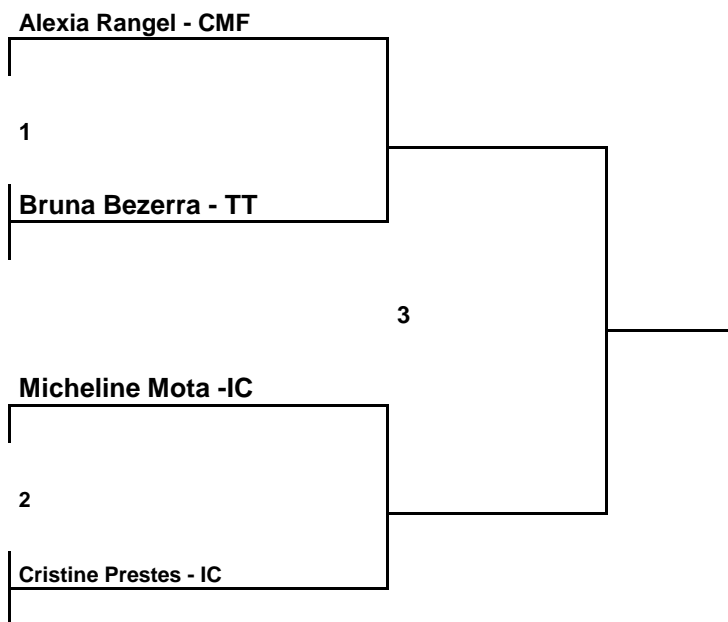 Alexia Rangel - CMF
1
Bruna Bezerra - TT
3
Micheline Mota -IC
2
Cristine Prestes - IC